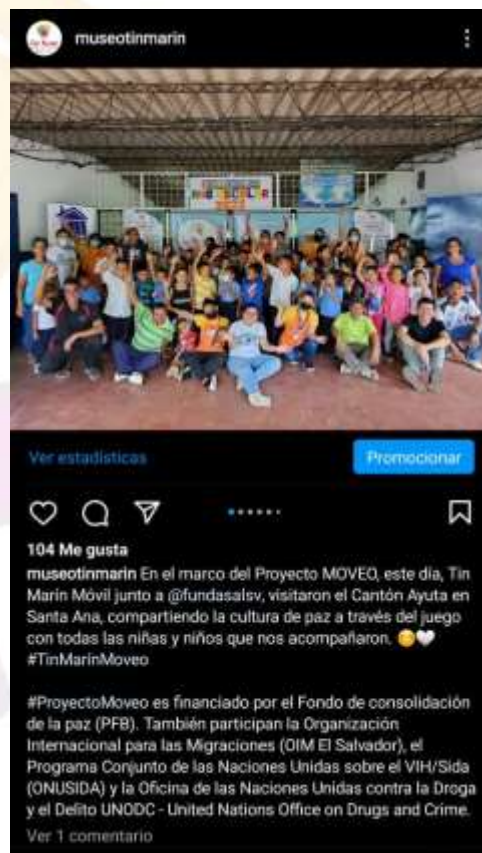 museotinmarin
Ver estadísticas
Promocionar
104 Me gusta
museotinmarin En el marco del Proyecto MOVEO, este día, Tin
Marín Móvil junto a @fundasalsv, visitaron el Cantón Ayuta en
Santa Ana, compartiendo la cultura de paz a través del juego
con todas las niñas y niños que nos acompañaron. 😊🤍
#TinMarinMoveo
#ProyectoMoveo es financiado por el Fondo de consolidación
de la paz (PFB). También participan la Organización
Internacional para las Migraciones (OIM El Salvador), el
Programa Conjunto de las Naciones Unidas sobre el VIH/Sida
(ONUSIDA) y la Oficina de las Naciones Unidas contra la Droga
y el Delito UNODC - United Nations Office on Drugs and Crime.
Ver 1 comentario